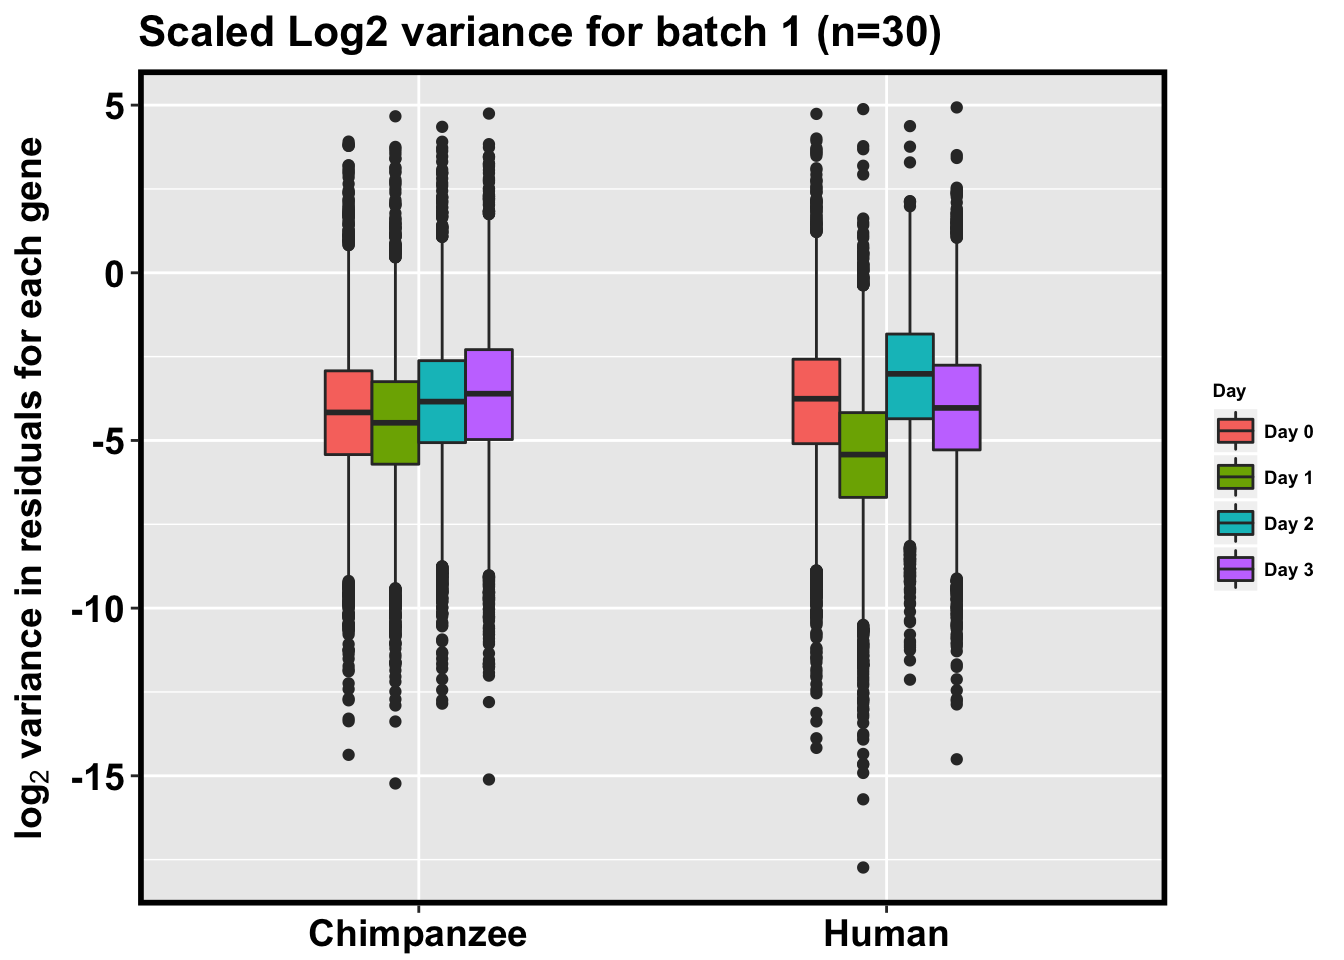 Scaled Log2 variance for batch 1 (n=30)
log₂ variance in residuals for each gene
5
0
-5
-10
-15
Chimpanzee
Human
Day
Day 0
Day 1
Day 2
Day 3